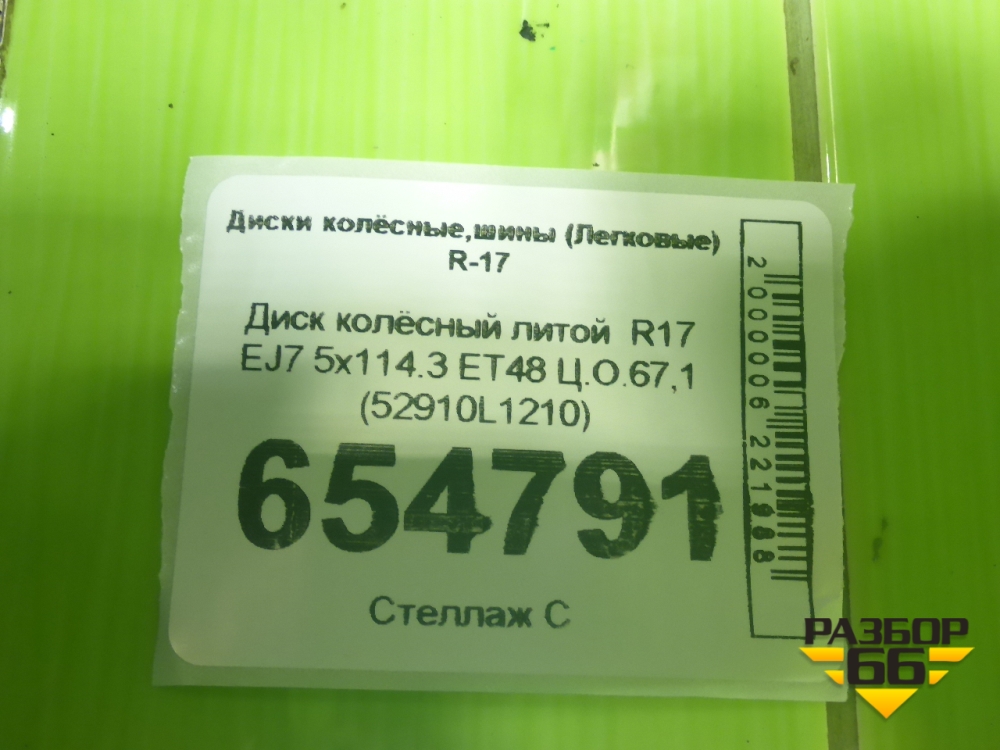 Диски колёсные,шины (Легковые)
R-17
Диск колёсный литой R17
EJ7 5x114.3 ET48 Ц.О.67,1
(52910L1210)
654791
Стеллаж С
2000006221988
РАЗБОР
66